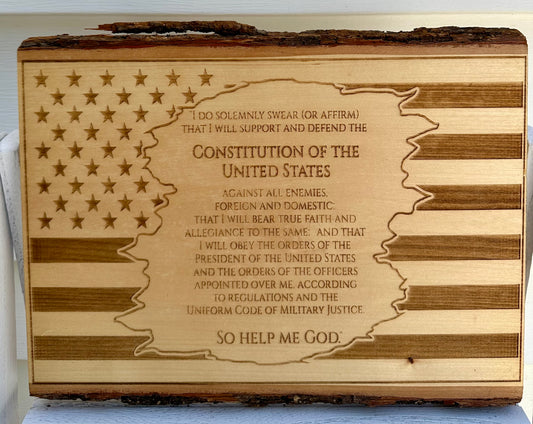 "I DO SOLEMNLY SWEAR (OR AFFIRM)
THAT I WILL SUPPORT AND DEFEND THE
CONSTITUTION OF THE
UNITED STATES
AGAINST ALL ENEMIES,
FOREIGN AND DOMESTIC;
THAT I WILL BEAR TRUE FAITH AND
ALLEGIANCE TO THE SAME; AND THAT
I WILL OBEY THE ORDERS OF THE
PRESIDENT OF THE UNITED STATES
AND THE ORDERS OF THE OFFICERS
APPOINTED OVER ME, ACCORDING
TO REGULATIONS AND THE
UNIFORM CODE OF MILITARY JUSTICE.
SO HELP ME GOD."